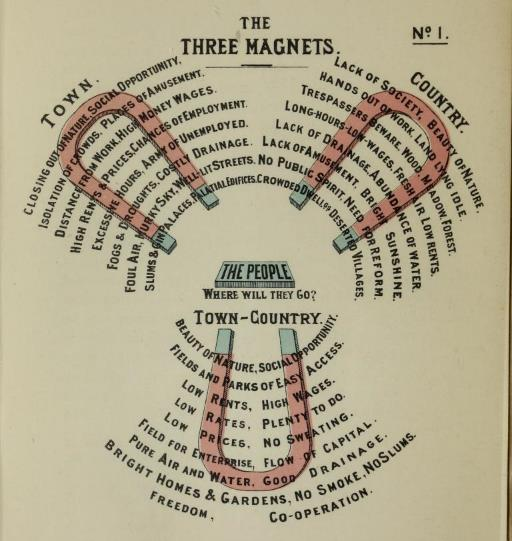 THE
THREE MAGNETS.
Nº 1.
TOWN.
CLOSING OUT OF NATURE. SOCIAL OPPORTUNITY.
ISOLATION OF CROWDS. PLACES OF AMUSEMENT.
DISTANCE FROM WORK. HIGH MONEY WAGES.
HIGH RENTS & PRICES. CHANCES OF EMPLOYMENT.
EXCESSIVE HOURS. ARMY OF UNEMPLOYED.
FOGS & DROUGHTS. COSTLY DRAINAGE.
FOUL AIR. MURKY SKY. WELL-LIT STREETS.
SLUMS & GIN PALACES. PALATIAL EDIFICES.
COUNTRY.
LACK OF SOCIETY. BEAUTY OF NATURE.
HANDS OUT OF WORK. LAND LYING IDLE.
TRESPASSERS BEWARE. WOOD, MEADOW, FOREST.
LONG-HOURS-LOW-WAGES. FRESH AIR. LOW RENTS.
LACK OF DRAINAGE. ABUNDANCE OF WATER.
LACK OF AMUSEMENT. BRIGHT SUNSHINE.
NO PUBLIC SPIRIT. NEED FOR REFORM.
CROWDED DWELLGS DESERTED VILLAGES.
THE PEOPLE
WHERE WILL THEY GO?
TOWN-COUNTRY.
BEAUTY OF NATURE, SOCIAL OPPORTUNITY.
FIELDS AND PARKS OF EASY ACCESS.
LOW RENTS, HIGH WAGES.
LOW RATES, PLENTY TO DO.
LOW PRICES, NO SWEATING.
FIELD FOR ENTERPRISE, FLOW OF CAPITAL.
PURE AIR AND WATER, GOOD DRAINAGE.
BRIGHT HOMES & GARDENS, NO SMOKE, NO SLUMS.
FREEDOM, CO-OPERATION.